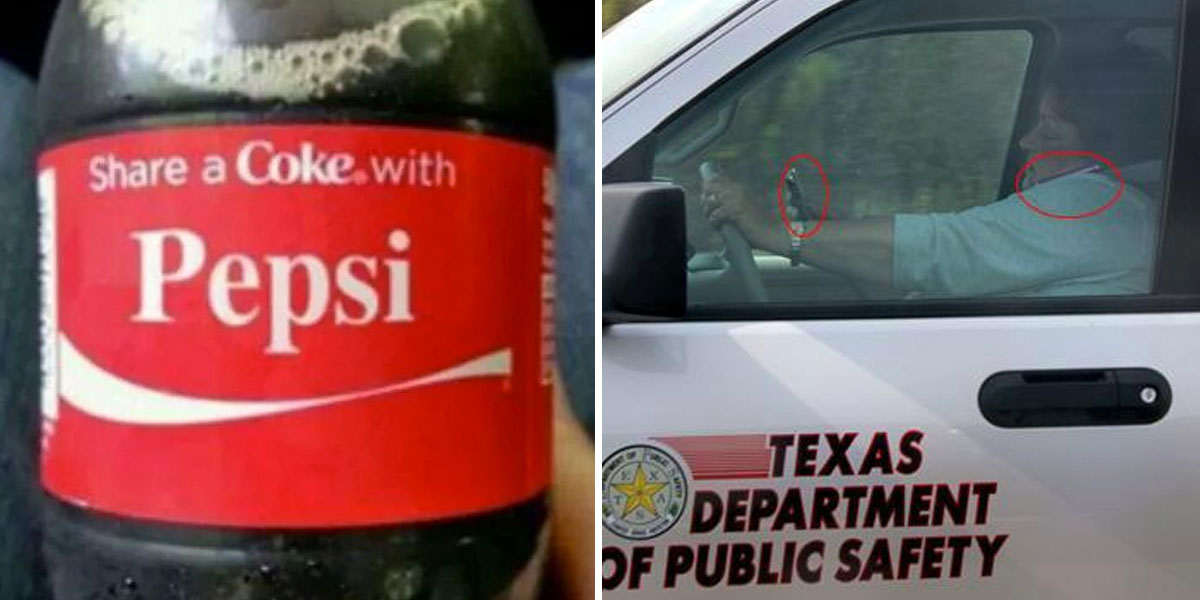 Share a Coke with
Pepsi
TEXAS
DEPARTMENT
OF PUBLIC SAFETY